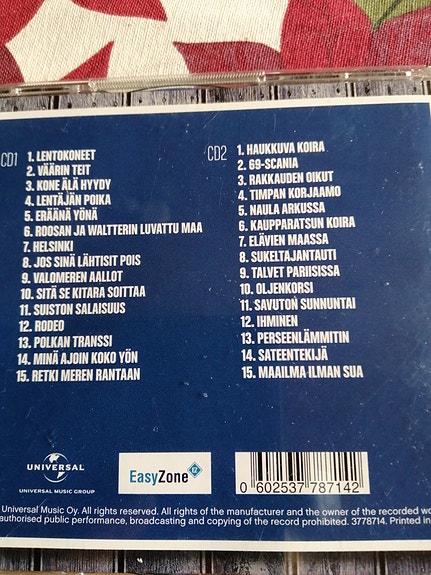 CD1
1. LENTOKONEET
2. VÄÄRIN TEIT
3. KONE ÄLÄ HYYDY
4. LENTÄJÄN POIKA
5. ERÄÄNÄ YÖNÄ
6. ROOSAN JA WALTTERIN LUVATTU MAA
7. HELSINKI
8. JOS SINÄ LÄHTISIT POIS
9. VALOMEREN AALLOT
10. SITÄ SE KITARA SOITTAA
11. SUISTON SALAISUUS
12. RODEO
13. POLKAN TRANSSI
14. MINÄ AJOIN KOKO YÖN
15. RETKI MEREN RANTAAN
CD2
1. HAUKKUVA KOIRA
2. 69-SCANIA
3. RAKKAUDEN OIKUT
4. TIMPAN KORJAAMO
5. NAULA ARKUSSA
6. KAUPPARATSUN KOIRA
7. ELÄVIEN MAASSA
8. SUKELTAJANTAUTI
9. TALVET PARIISISSA
10. OLJENKORSI
11. SAVUTON SUNNUNTAI
12. IHMINEN
13. PERSEENLÄMMITIN
14. SATEENTEKIJÄ
15. MAAILMA ILMAN SUA
UNIVERSAL
UNIVERSAL MUSIC GROUP
EasyZone EZ
0 602537 787142
Universal Music Oy. All rights reserved. All rights of the manufacturer and the owner of the recorded wo
authorised public performance, broadcasting and copying of the record prohibited. 3778714. Printed in